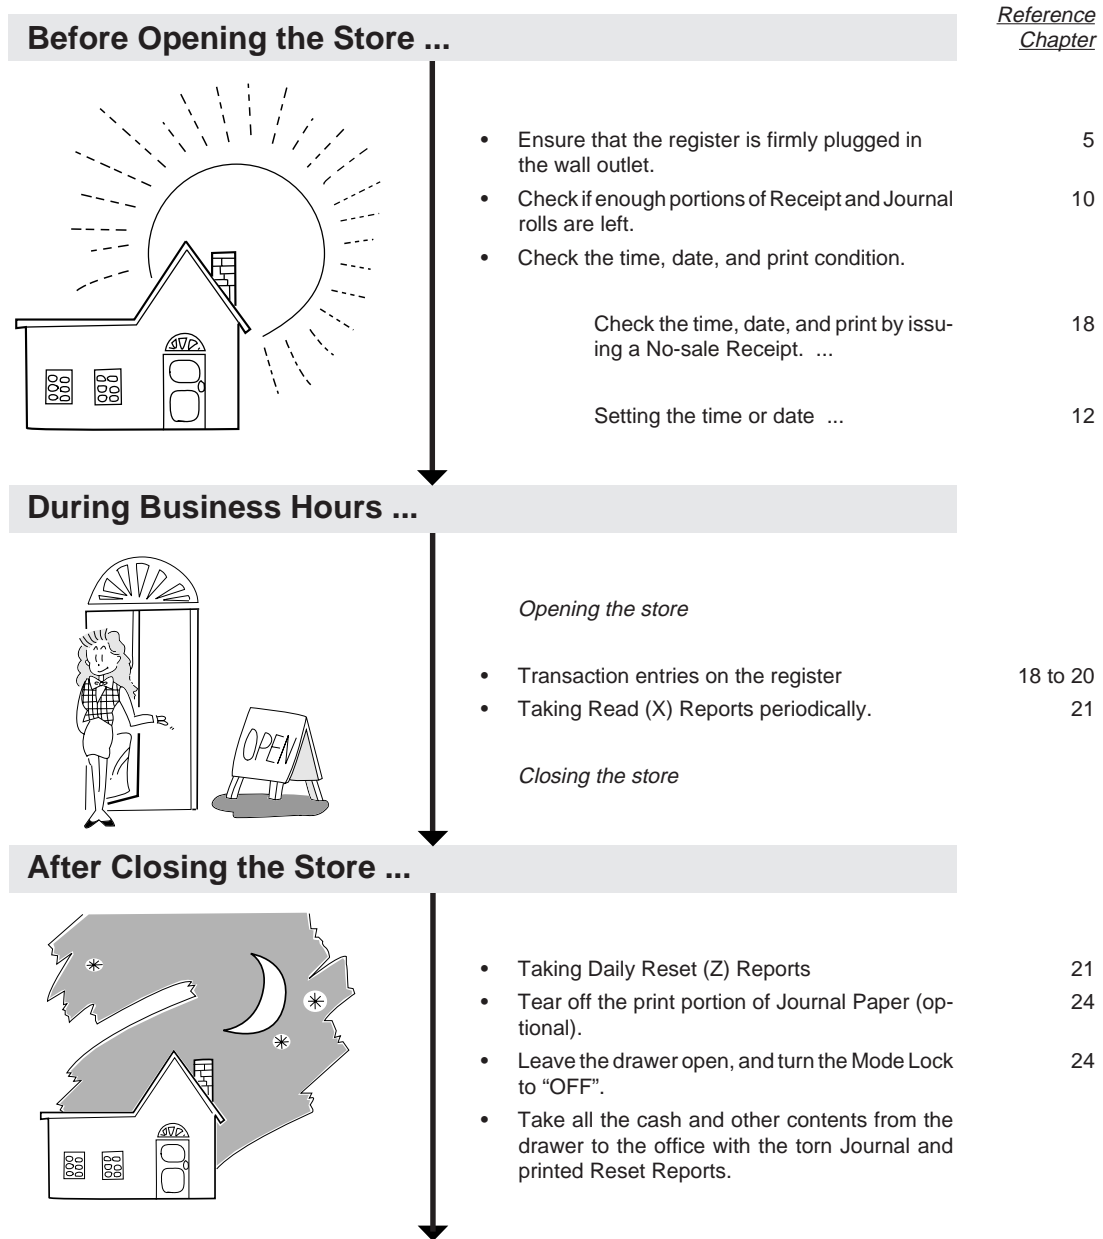 Reference
Chapter
Before Opening the Store ...
• Ensure that the register is firmly plugged in 5
the wall outlet.
• Check if enough portions of Receipt and Journal 10
rolls are left.
• Check the time, date, and print condition.
Check the time, date, and print by issu- 18
ing a No-sale Receipt. ...
Setting the time or date ... 12
During Business Hours ...
Opening the store
• Transaction entries on the register 18 to 20
• Taking Read (X) Reports periodically. 21
OPEN
Closing the store
After Closing the Store ...
• Taking Daily Reset (Z) Reports 21
• Tear off the print portion of Journal Paper (op- 24
tional).
• Leave the drawer open, and turn the Mode Lock 24
to “OFF”.
• Take all the cash and other contents from the
drawer to the office with the torn Journal and
printed Reset Reports.